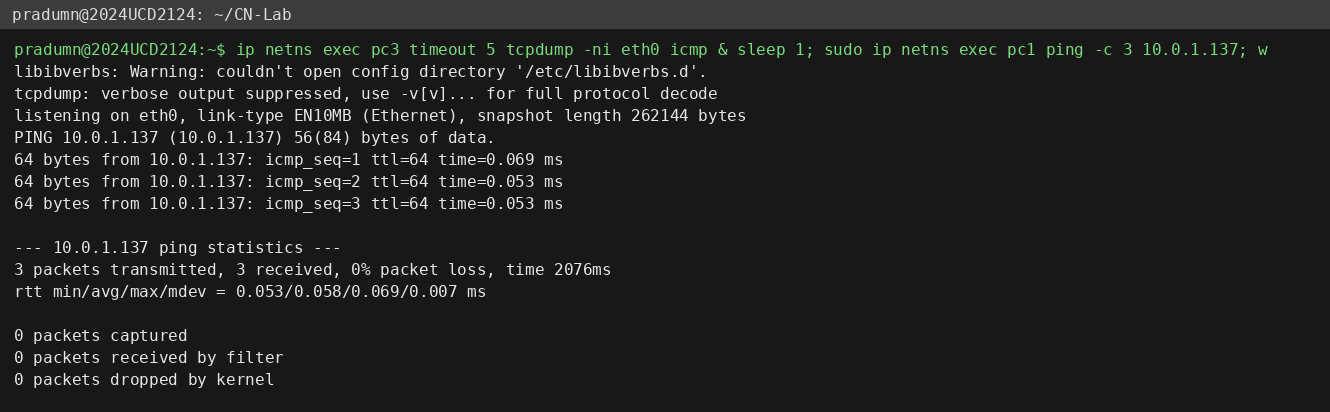 pradumn@2024UCD2124: ~/CN-Lab
pradumn@2024UCD2124:~$ ip netns exec pc3 timeout 5 tcpdump -ni eth0 icmp & sleep 1; sudo ip netns exec pc1 ping -c 3 10.0.1.137; w
libibverbs: Warning: couldn't open config directory '/etc/libibverbs.d'.
tcpdump: verbose output suppressed, use -v[v]... for full protocol decode
listening on eth0, link-type EN10MB (Ethernet), snapshot length 262144 bytes
PING 10.0.1.137 (10.0.1.137) 56(84) bytes of data.
64 bytes from 10.0.1.137: icmp_seq=1 ttl=64 time=0.069 ms
64 bytes from 10.0.1.137: icmp_seq=2 ttl=64 time=0.053 ms
64 bytes from 10.0.1.137: icmp_seq=3 ttl=64 time=0.053 ms
--- 10.0.1.137 ping statistics ---
3 packets transmitted, 3 received, 0% packet loss, time 2076ms
rtt min/avg/max/mdev = 0.053/0.058/0.069/0.007 ms
0 packets captured
0 packets received by filter
0 packets dropped by kernel